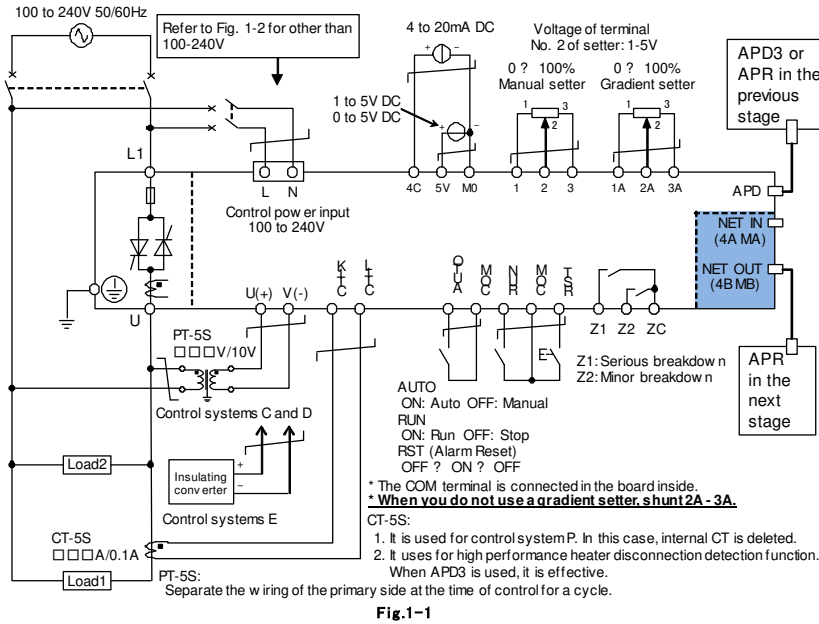 100 to 240V 50/60Hz
Refer to Fig. 1-2 for other than
100-240V
4 to 20mA DC
Voltage of terminal
No. 2 of setter: 1-5V
0 ? 100%
Manual setter
0 ? 100%
Gradient setter
APD3 or
APR in the
previous
stage
1 to 5V DC
0 to 5V DC
+ -
+ -
1 2 3
1 2 3
L1
L N
4C 5V M0 1 2 3 1A 2A 3A
APD
Control power input
100 to 240V
NET IN
(4A MA)
NET OUT
(4B MB)
U
U(+) V(-)
KTC
LTC
MOC
NR
MOC
TSR
Z1 Z2 ZC
PT-5S
□□□V/10V
Z1: Serious breakdown
Z2: Minor breakdown
APR
in the
next
stage
Control systems C and D
AUTO
ON: Auto OFF: Manual
RUN
ON: Run OFF: Stop
RST (Alarm Reset)
OFF ? ON ? OFF
Load2
Insulating
converter
+
-
Control systems E
* The COM terminal is connected in the board inside.
* When you do not use a gradient setter, shunt 2A - 3A.
CT-5S
□□□A/0.1A
CT-5S:
1. It is used for control system P. In this case, internal CT is deleted.
2. It uses for high performance heater disconnection detection function.
When APD3 is used, it is effective.
Load1
PT-5S:
Separate the wiring of the primary side at the time of control for a cycle.
Fig.1-1